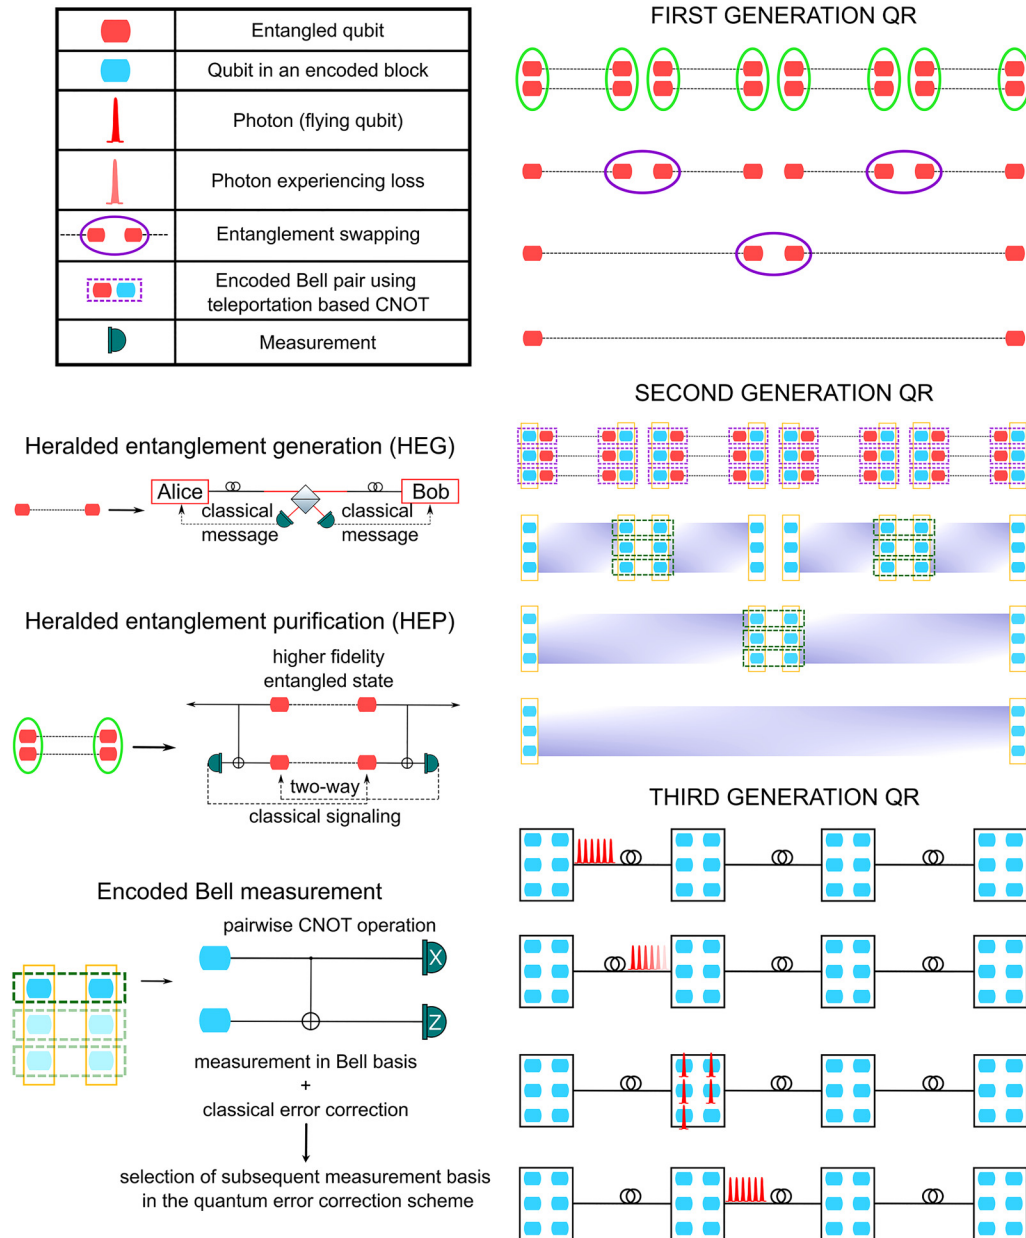 Entangled qubit
Qubit in an encoded block
Photon (flying qubit)
Photon experiencing loss
Entanglement swapping
Encoded Bell pair using
teleportation based CNOT
Measurement
Heralded entanglement generation (HEG)
Alice
Bob
classical
message
classical
message
Heralded entanglement purification (HEP)
higher fidelity
entangled state
two-way
classical signaling
Encoded Bell measurement
pairwise CNOT operation
X
Z
measurement in Bell basis
+
classical error correction
selection of subsequent measurement basis
in the quantum error correction scheme
FIRST GENERATION QR
SECOND GENERATION QR
THIRD GENERATION QR